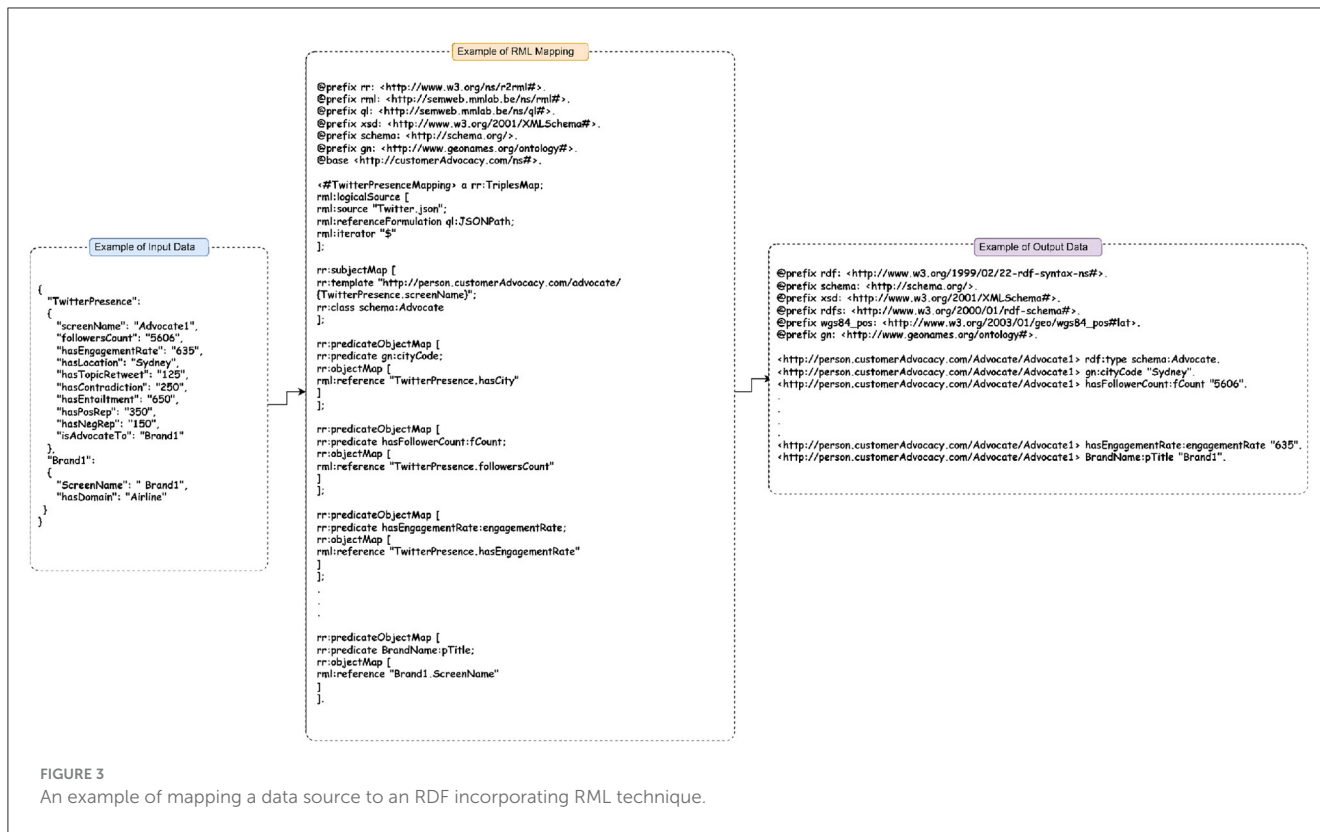 Example of Input Data
{
"TwitterPresence":
{
"screenName": "Advocate1",
"followersCount": "5606",
"hasEngagementRate": "635",
"hasLocation": "Sydney",
"hasTopicRetweet": "125",
"hasContradiction": "250",
"hasEntailtment": "650",
"hasPosRep": "350",
"hasNegRep": "150",
"isAdvocateTo": "Brand1"
},
"Brand1":
{
"ScreenName": " Brand1",
"hasDomain": "Airline"
}
}
Example of RML Mapping
@prefix rr: <http://www.w3.org/ns/r2rml#>.
@prefix rml: <http://semweb.mmlab.be/ns/rml#>.
@prefix ql: <http://semweb.mmlab.be/ns/ql#>.
@prefix xsd: <http://www.w3.org/2001/XMLSchema#>.
@prefix schema: <http://schema.org/>.
@prefix gn: <http://www.geonames.org/ontology#>.
@base <http://customerAdvocacy.com/ns#>.
<#TwitterPresenceMapping> a rr:TriplesMap;
rml:logicalSource [
rml:source "Twitter.json";
rml:referenceFormulation ql:JSONPath;
rml:iterator "$"
];
rr:subjectMap [
rr:template "http://person.customerAdvocacy.com/advocate/
{TwitterPresence.screenName}";
rr:class schema:Advocate
];
rr:predicateObjectMap [
rr:predicate gn:cityCode;
rr:objectMap [
rml:reference "TwitterPresence.hasCity"
]
];
rr:predicateObjectMap [
rr:predicate hasFollowerCount:fCount;
rr:objectMap [
rml:reference "TwitterPresence.followersCount"
]
];
rr:predicateObjectMap [
rr:predicate hasEngagementRate:engagementRate;
rr:objectMap [
rml:reference "TwitterPresence.hasEngagementRate"
]
];
.
.
.
rr:predicateObjectMap [
rr:predicate BrandName:pTitle;
rr:objectMap [
rml:reference "Brand1.ScreenName"
]
].
Example of Output Data
@prefix rdf: <http://www.w3.org/1999/02/22-rdf-syntax-ns#>.
@prefix schema: <http://schema.org/>.
@prefix xsd: <http://www.w3.org/2001/XMLSchema#>.
@prefix rdfs: <http://www.w3.org/2000/01/rdf-schema#>.
@prefix wgs84_pos: <http://www.w3.org/2003/01/geo/wgs84_pos#lat>.
@prefix gn: <http://www.geonames.org/ontology#>.
<http://person.customerAdvocacy.com/Advocate/Advocate1> rdf:type schema:Advocate.
<http://person.customerAdvocacy.com/Advocate/Advocate1> gn:cityCode "Sydney".
<http://person.customerAdvocacy.com/Advocate/Advocate1> hasFollowerCount:fCount "5606".
.
.
.
<http://person.customerAdvocacy.com/Advocate/Advocate1> hasEngagementRate:engagementRate "635".
<http://person.customerAdvocacy.com/Advocate/Advocate1> BrandName:pTitle "Brand1".
FIGURE 3
An example of mapping a data source to an RDF incorporating RML technique.